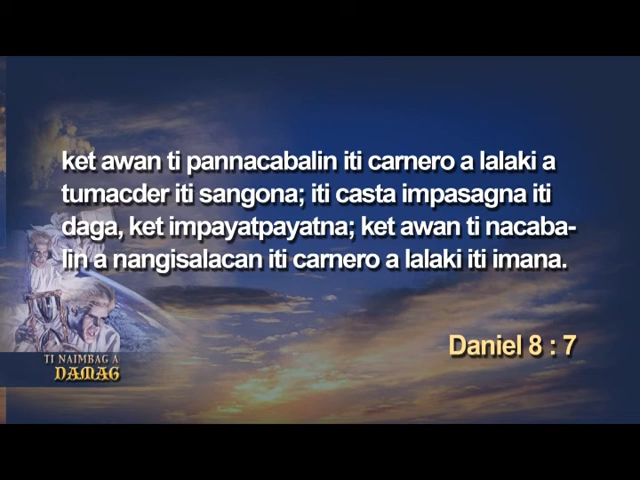 ket awan ti pannacabalin iti carnero a lalaki a
tumacder iti sangona; iti casta impasagna iti
daga, ket impayatpayatna; ket awan ti nacaba-
lin a nangisalacan iti carnero a lalaki iti imana.
Daniel 8 : 7
TI NAIMBAG A
DAMAG